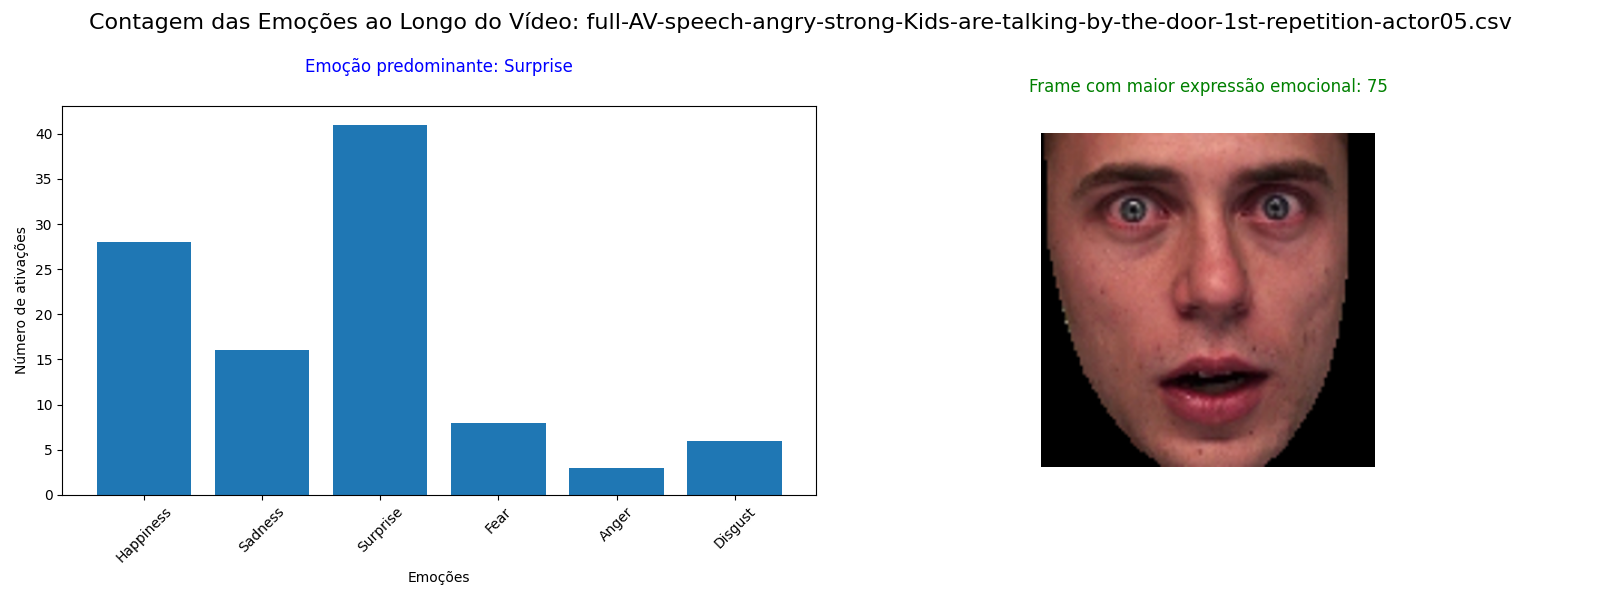 Contagem das Emoções ao Longo do Vídeo: full-AV-speech-angry-strong-Kids-are-talking-by-the-door-1st-repetition-actor05.csv
Emoção predominante: Surprise
Número de ativações
40
35
30
25
20
15
10
5
0
Happiness
Sadness
Surprise
Fear
Anger
Disgust
Emoções
Frame com maior expressão emocional: 75